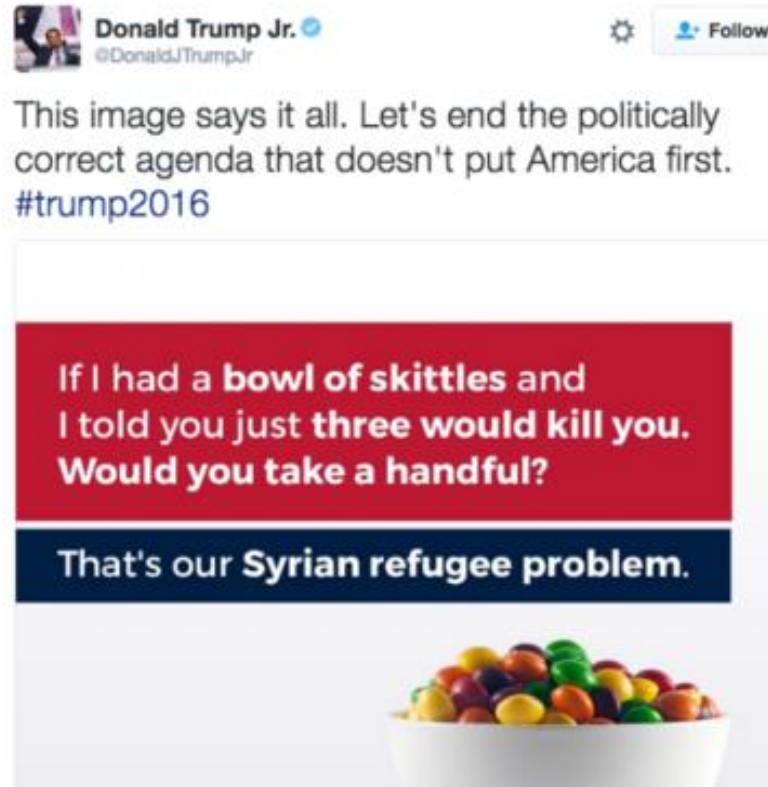 Donald Trump Jr.
@DonaldJTrumpJr
Follow
This image says it all. Let's end the politically
correct agenda that doesn't put America first.
#trump2016
If I had a bowl of skittles and
I told you just three would kill you.
Would you take a handful?
That's our Syrian refugee problem.